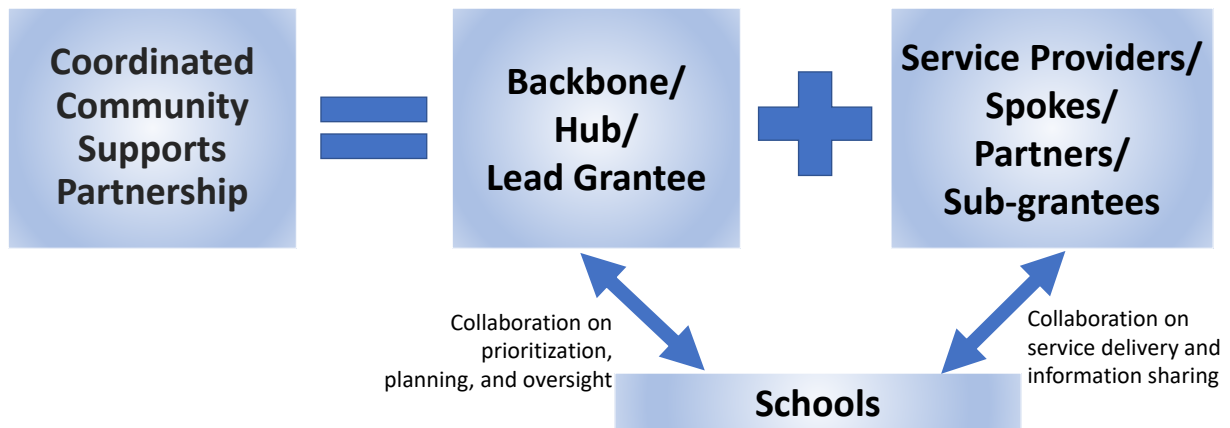 Coordinated
Community
Supports
Partnership
Backbone/
Hub/
Lead Grantee
Service Providers/
Spokes/
Partners/
Sub-grantees
Collaboration on
prioritization,
planning, and oversight
Collaboration on
service delivery and
information sharing
Schools